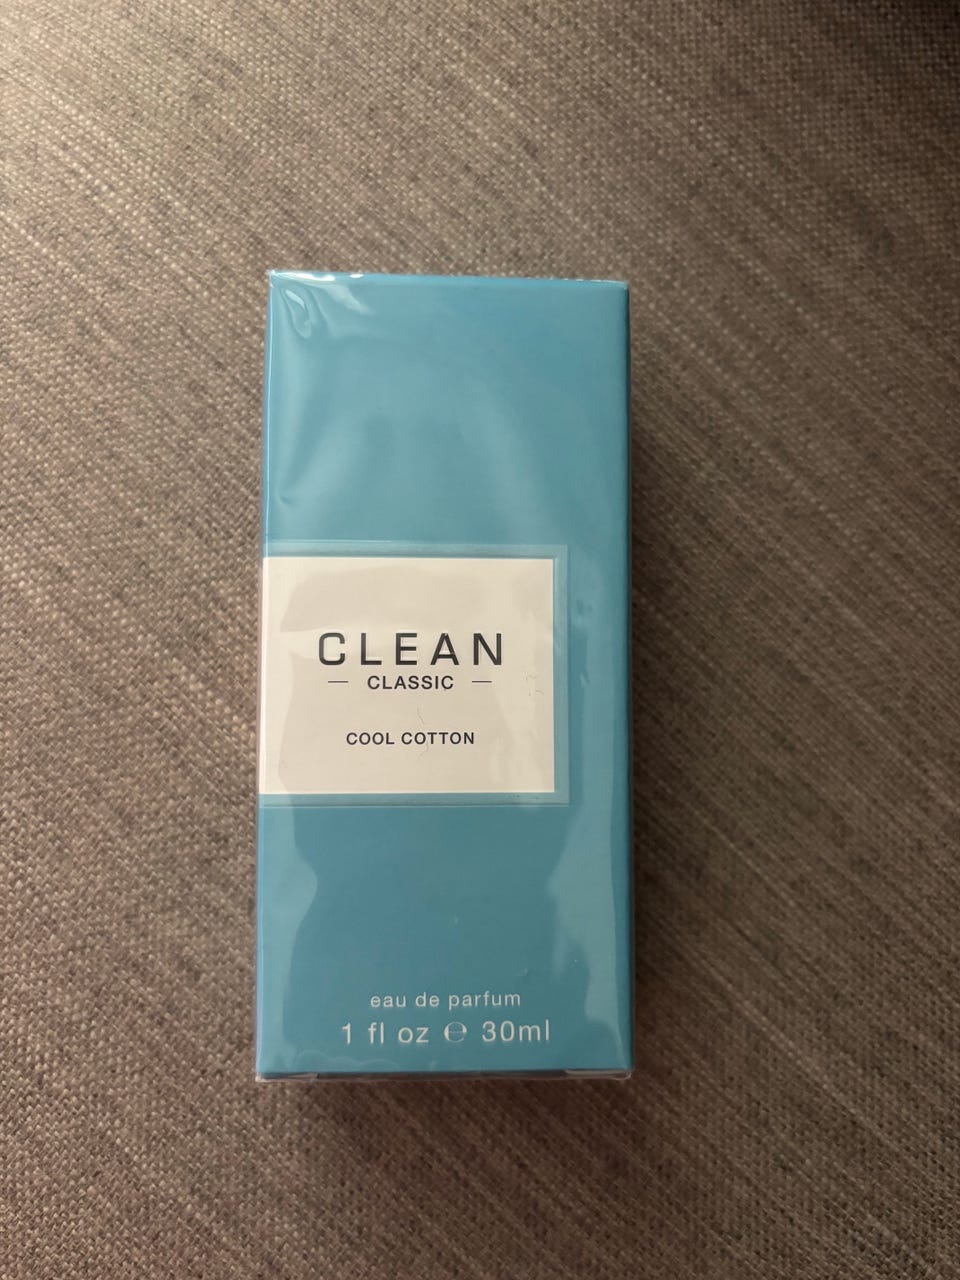 CLEAN
CLASSIC
COOL COTTON
eau de parfum
1 fl oz ℮ 30ml